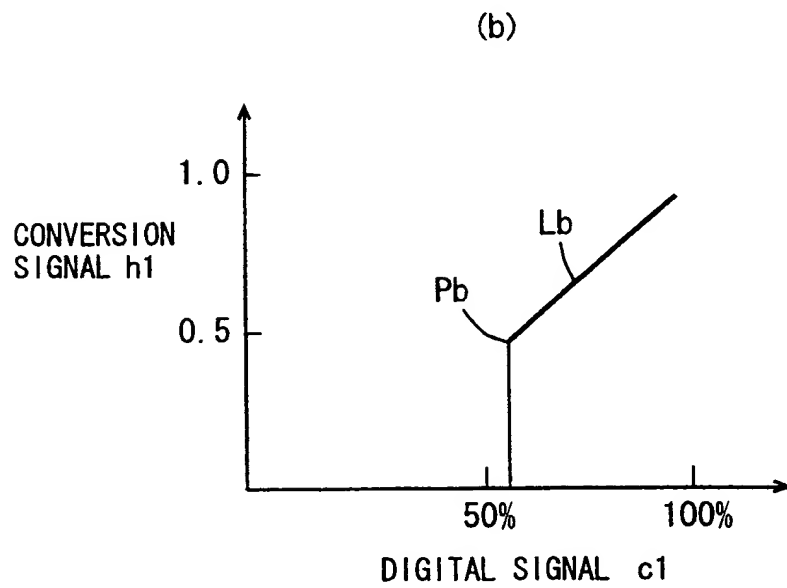 (b)
1.0
CONVERSION
SIGNAL h1
Lb
Pb
0.5
50%
100%
DIGITAL SIGNAL c1